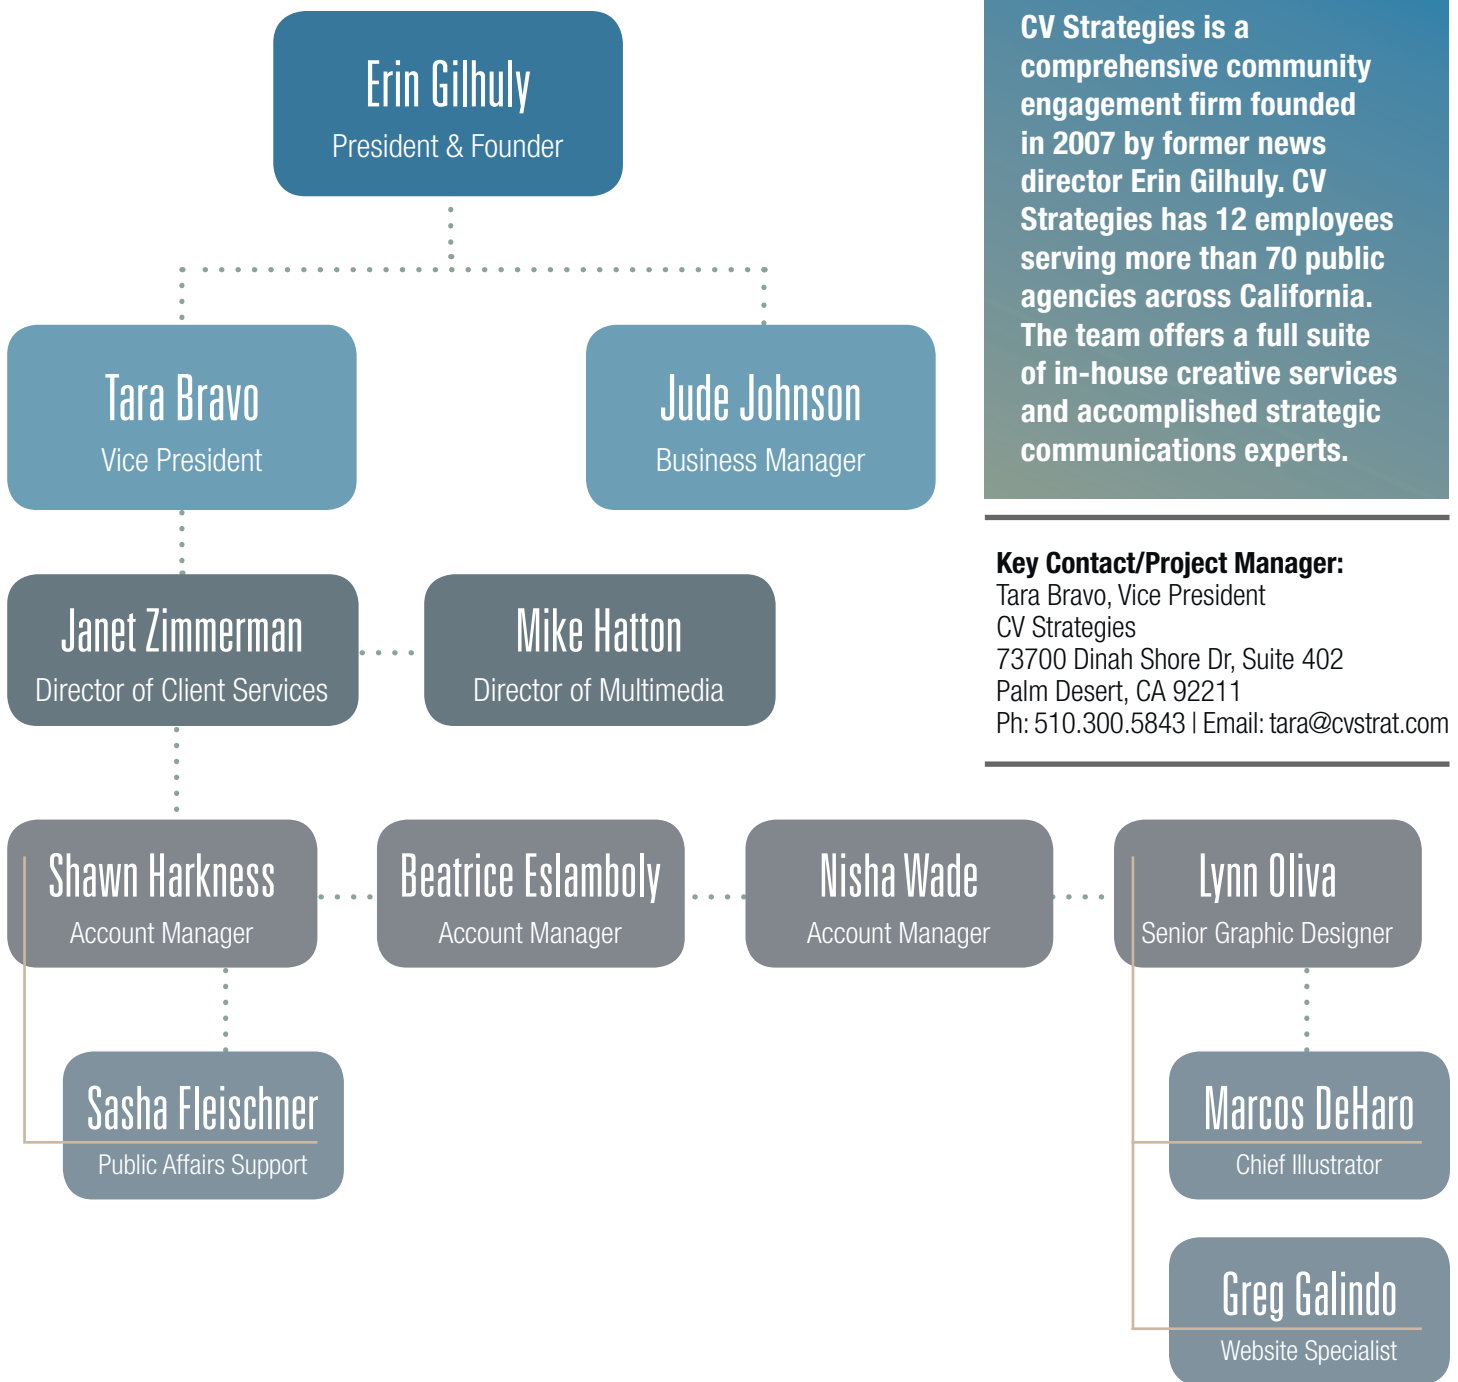 Erin Gilhuly
President & Founder
CV Strategies is a
comprehensive community
engagement firm founded
in 2007 by former news
director Erin Gilhuly. CV
Strategies has 12 employees
serving more than 70 public
agencies across California.
The team offers a full suite
of in-house creative services
and accomplished strategic
communications experts.
Tara Bravo
Vice President
Jude Johnson
Business Manager
Key Contact/Project Manager:
Tara Bravo, Vice President
CV Strategies
73700 Dinah Shore Dr, Suite 402
Palm Desert, CA 92211
Ph: 510.300.5843 | Email: tara@cvstrat.com
Janet Zimmerman
Director of Client Services
Mike Hatton
Director of Multimedia
Shawn Harkness
Account Manager
Beatrice Eslamboly
Account Manager
Nisha Wade
Account Manager
Lynn Oliva
Senior Graphic Designer
Sasha Fleischner
Public Affairs Support
Marcos DeHaro
Chief Illustrator
Greg Galindo
Website Specialist